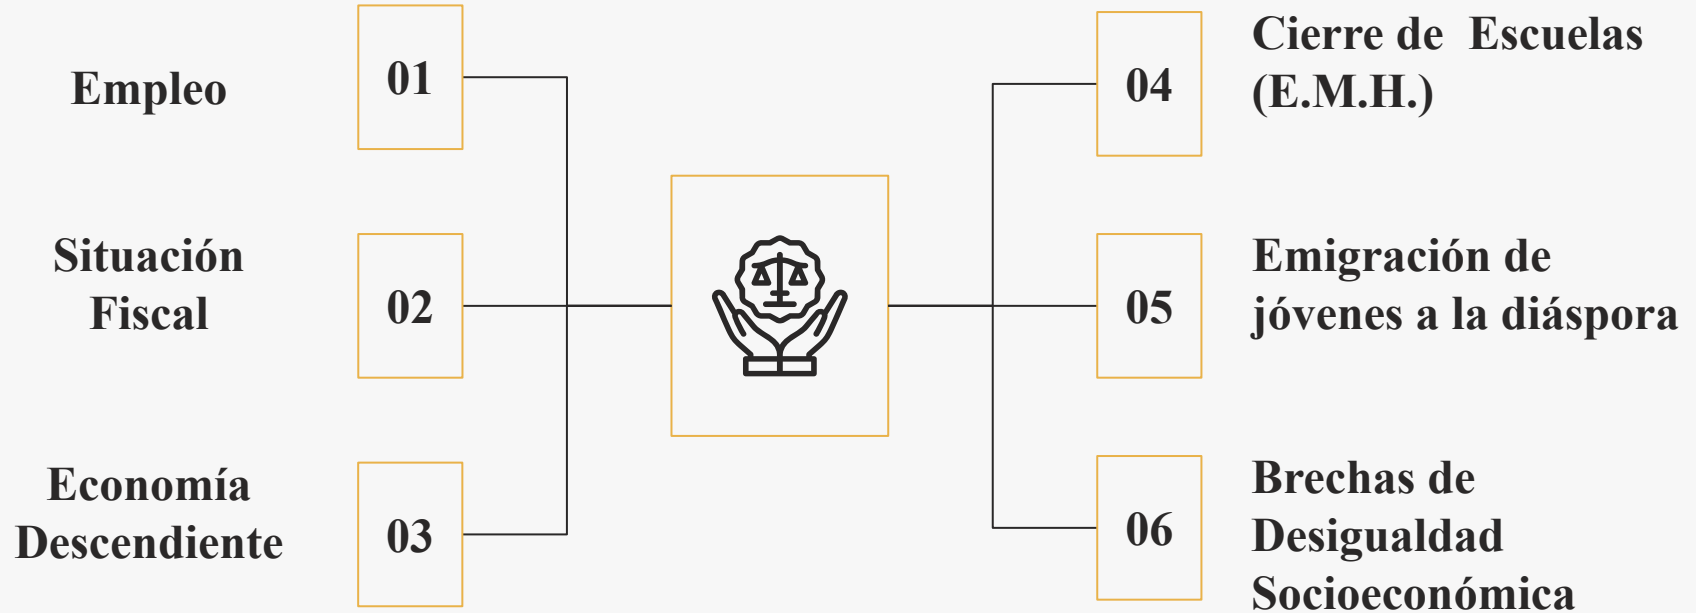 Empleo
01
Situación
Fiscal
02
Economía
Descendiente
03
04
Cierre de  Escuelas
(E.M.H.)
05
Emigración de
jóvenes a la diáspora
06
Brechas de
Desigualdad
Socioeconómica